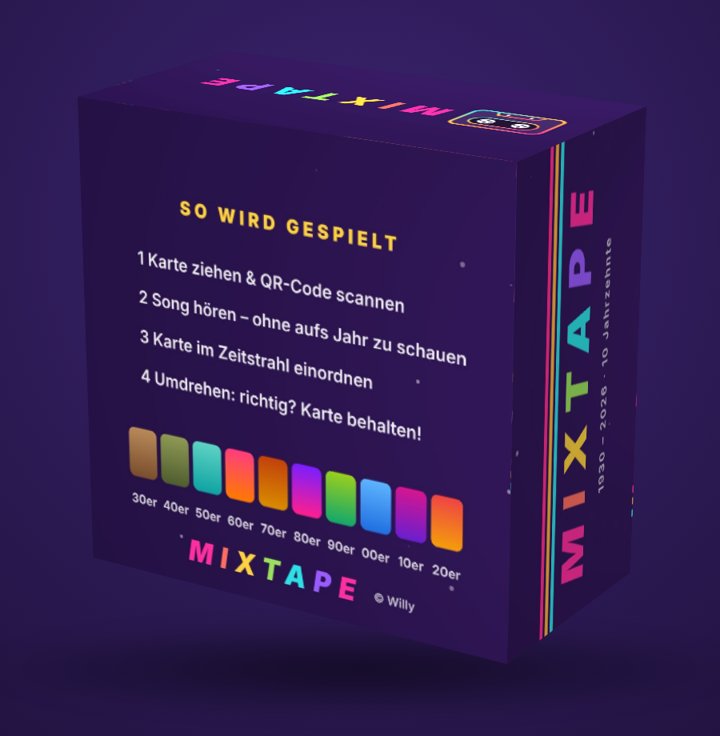 MIXTAPE
SO WIRD GESPIELT
1 Karte ziehen & QR-Code scannen
2 Song hören – ohne aufs Jahr zu schauen
3 Karte im Zeitstrahl einordnen
4 Umdrehen: richtig? Karte behalten!
30er 40er 50er 60er 70er 80er 90er 00er 10er 20er
MIXTAPE © Willy
MIXTAPE
1930 – 2026 · 10 Jahrzehnte